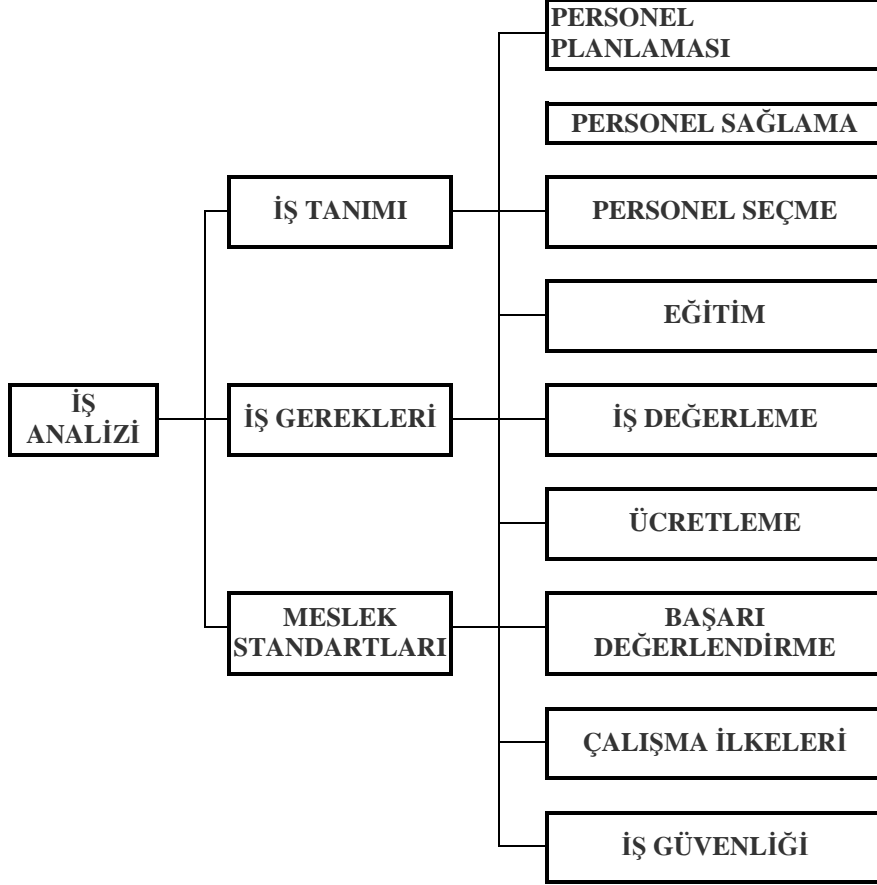 PERSONEL
PLANLAMASI
PERSONEL SAĞLAMA
İŞ TANIMI
PERSONEL SEÇME
EĞİTİM
İŞ
ANALİZİ
İŞ GEREKLERİ
İŞ DEĞERLEME
ÜCRETLEME
MESLEK
STANDARTLARI
BAŞARI
DEĞERLENDİRME
ÇALIŞMA İLKELERİ
İŞ GÜVENLİĞİ